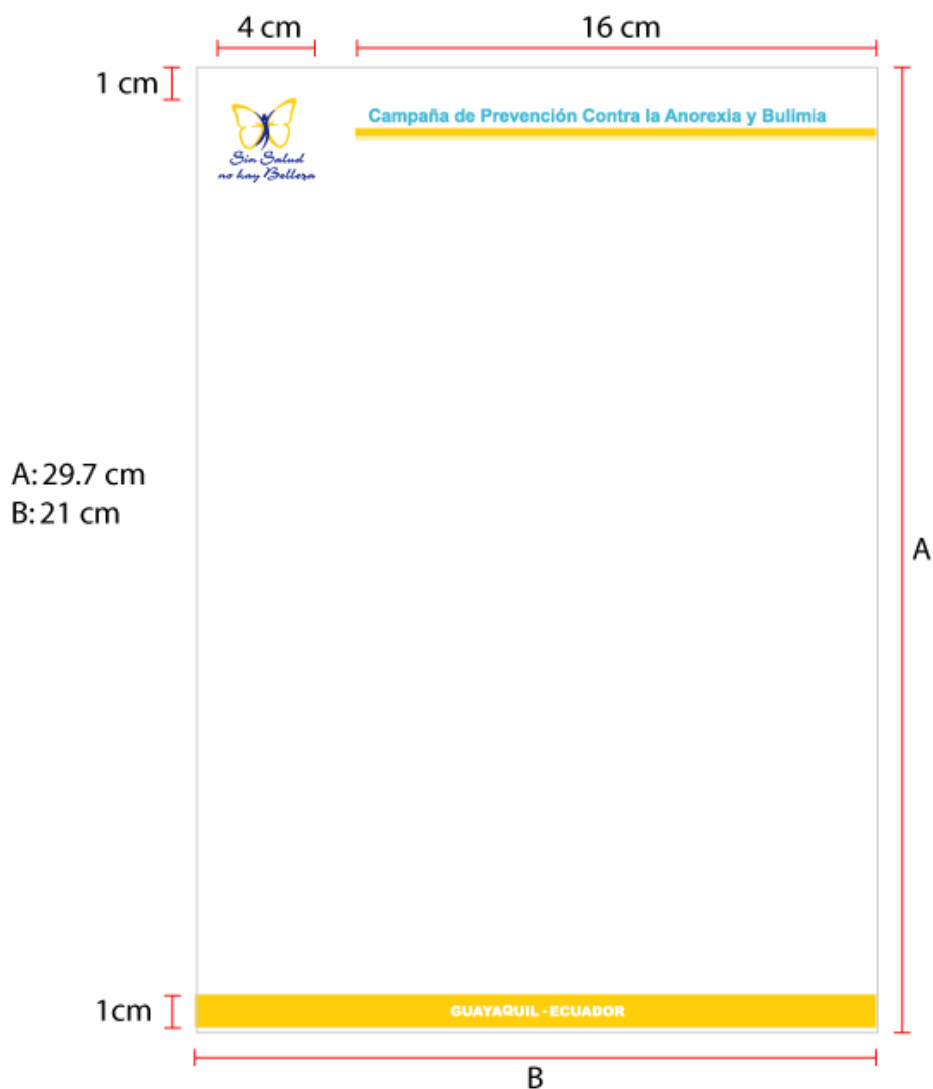 4 cm
16 cm
1 cm
Campaña de Prevención Contra la Anorexia y Bulimia
Sin Salud
no hay Belleza
A: 29.7 cm
B: 21 cm
A
1cm
GUAYAQUIL - ECUADOR
B